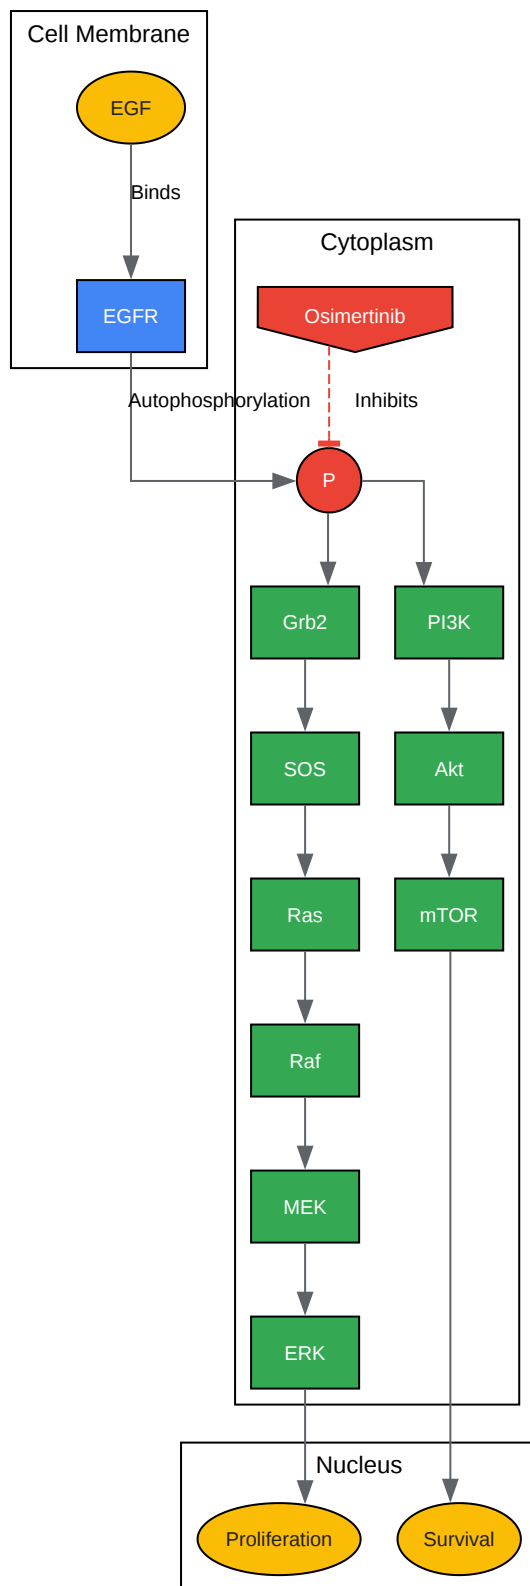 Cell Membrane
EGF
Binds
EGFR
Cytoplasm
Osimertinib
Autophosphorylation
Inhibits
P
Grb2
PI3K
SOS
Akt
Ras
mTOR
Raf
MEK
ERK
Nucleus
Proliferation
Survival